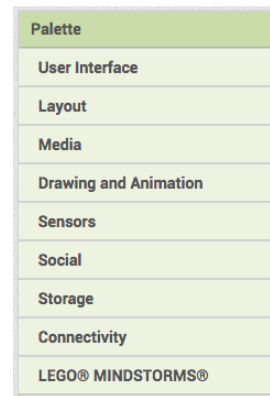 Palette
User Interface
Layout
Media
Drawing and Animation
Sensors
Social
Storage
Connectivity
LEGO® MINDSTORMS®